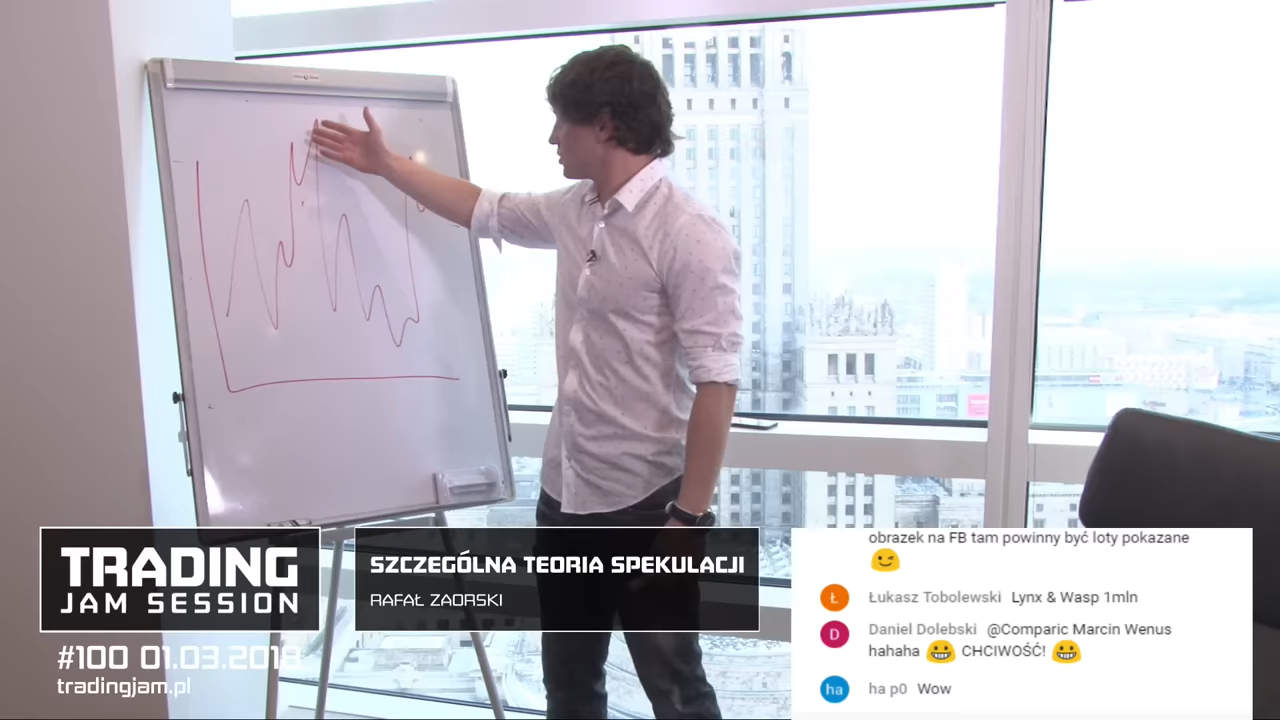 TRADING
JAM SESSION
#100 01.03.2018
tradingjam.pl
SZCZEGÓLNA TEORIA SPEKULACJI
RAFAŁ ZAORSKI
obrazek na FB tam powinny być loty pokazane
😉
Ł Łukasz Tobolewski Lynx & Wasp 1mln
D Daniel Dolebski @Comparic Marcin Wenus
hahaha 😬 CHCIWOŚĆ! 😬
ha ha p0 Wow